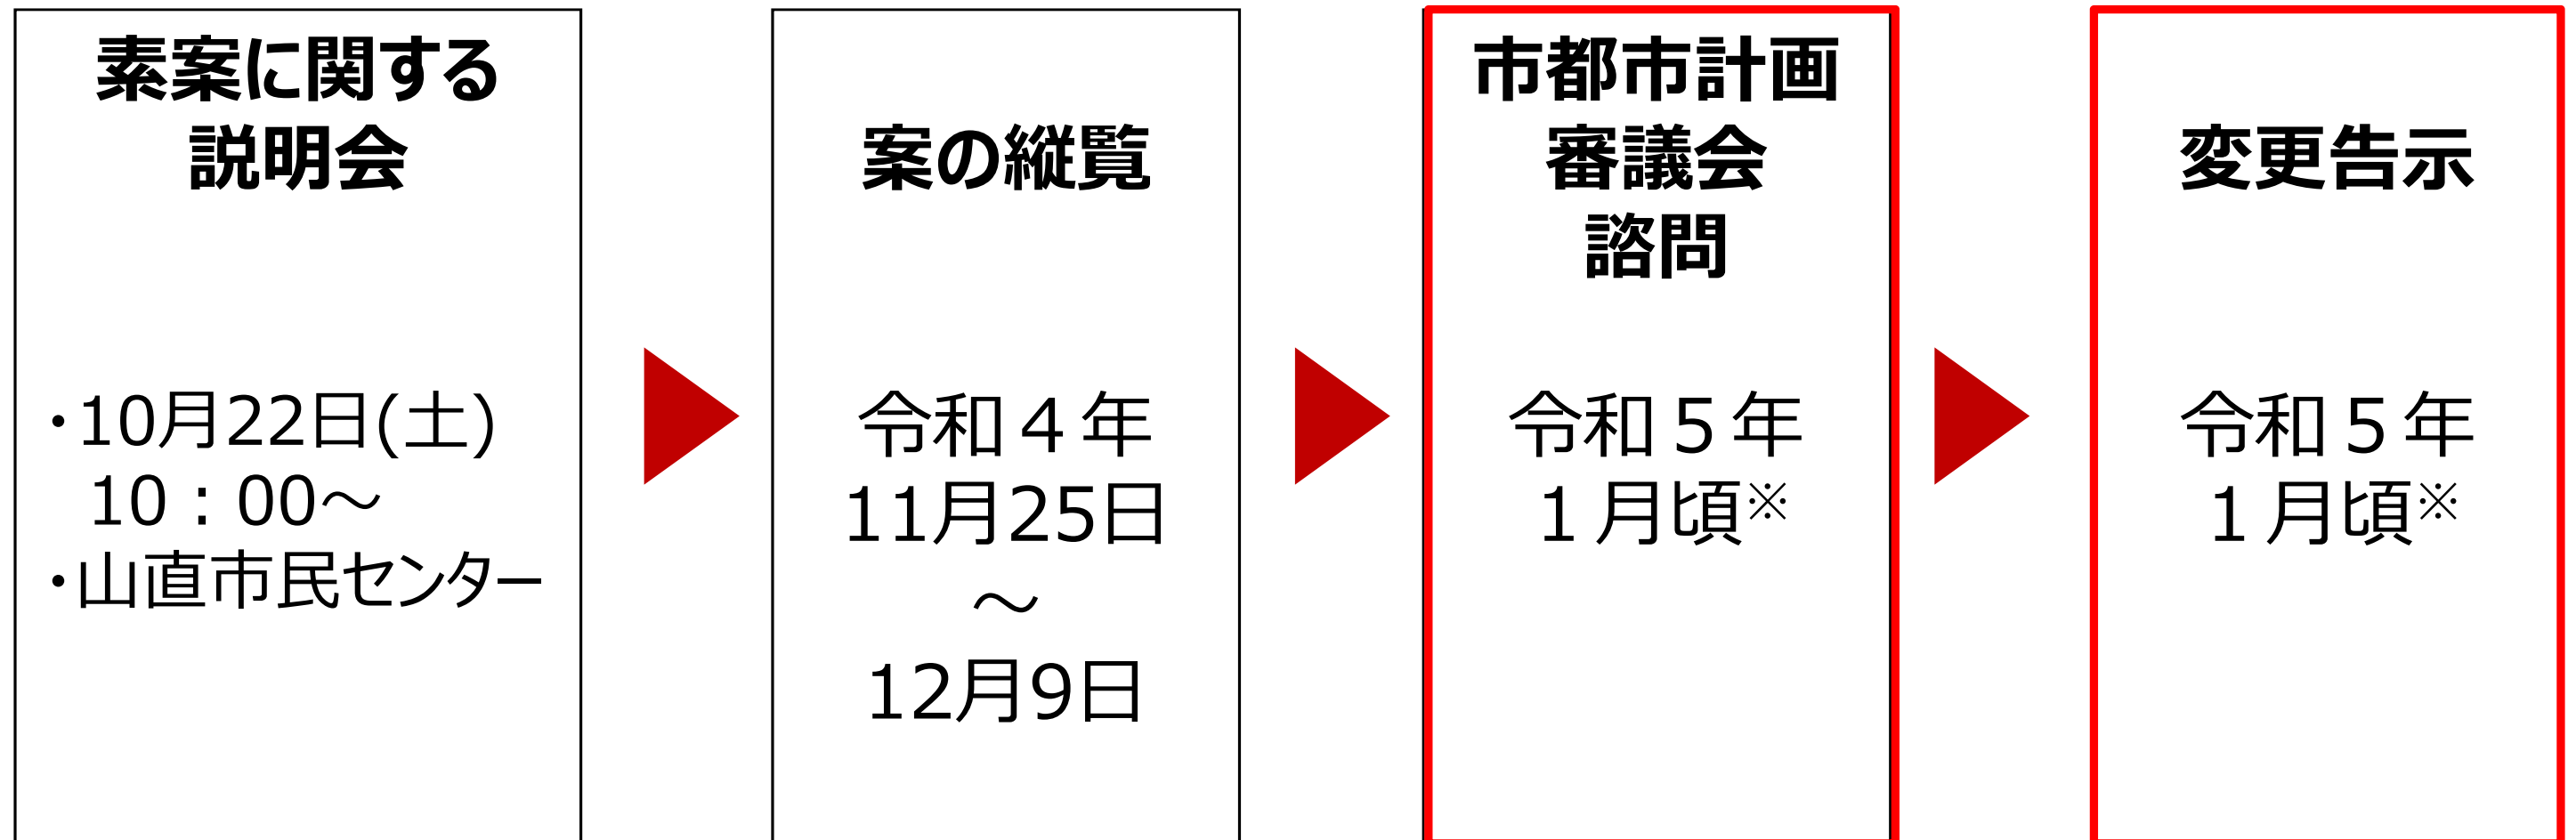 素案に関する
説明会
・10月22日(土)
10：00～
・山直市民センター
案の縦覧
令和４年
11月25日
～
12月9日
市都市計画
審議会
諮問
令和５年
１月頃※
変更告示
令和５年
１月頃※